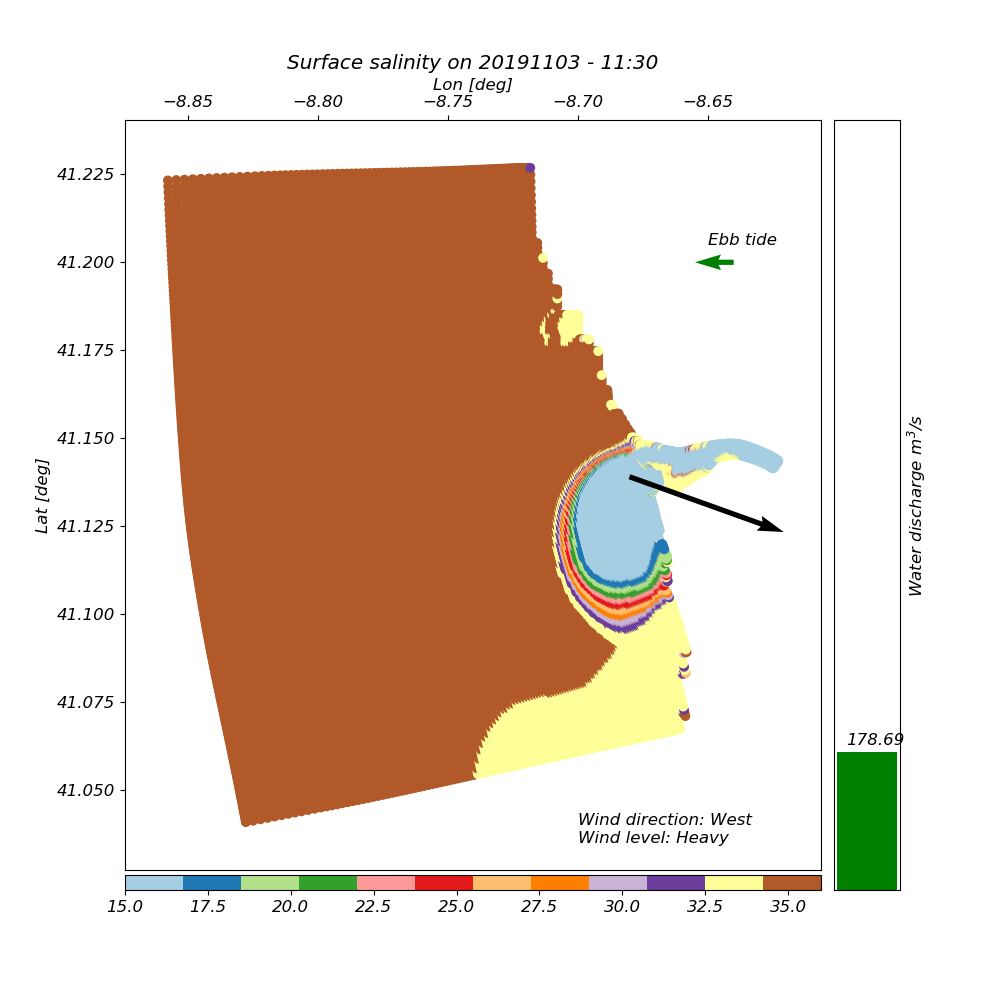 Surface salinity on 20191103 - 11:30
Lon [deg]
−8.85 −8.80 −8.75 −8.70 −8.65
41.225
41.200
41.175
41.150
41.125
41.100
41.075
41.050
Lat [deg]
Ebb tide
Wind direction: West
Wind level: Heavy
178.69
Water discharge m³/s
15.0 17.5 20.0 22.5 25.0 27.5 30.0 32.5 35.0